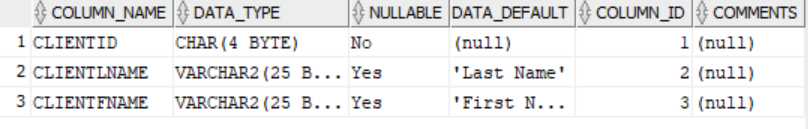 COLUMN_NAME DATA_TYPE NULLABLE DATA_DEFAULT COLUMN_ID COMMENTS
1 CLIENTID CHAR(4 BYTE) No (null) 1 (null)
2 CLIENTLNAME VARCHAR2(25 B... Yes 'Last Name' 2 (null)
3 CLIENTFNAME VARCHAR2(25 B... Yes 'First N... 3 (null)